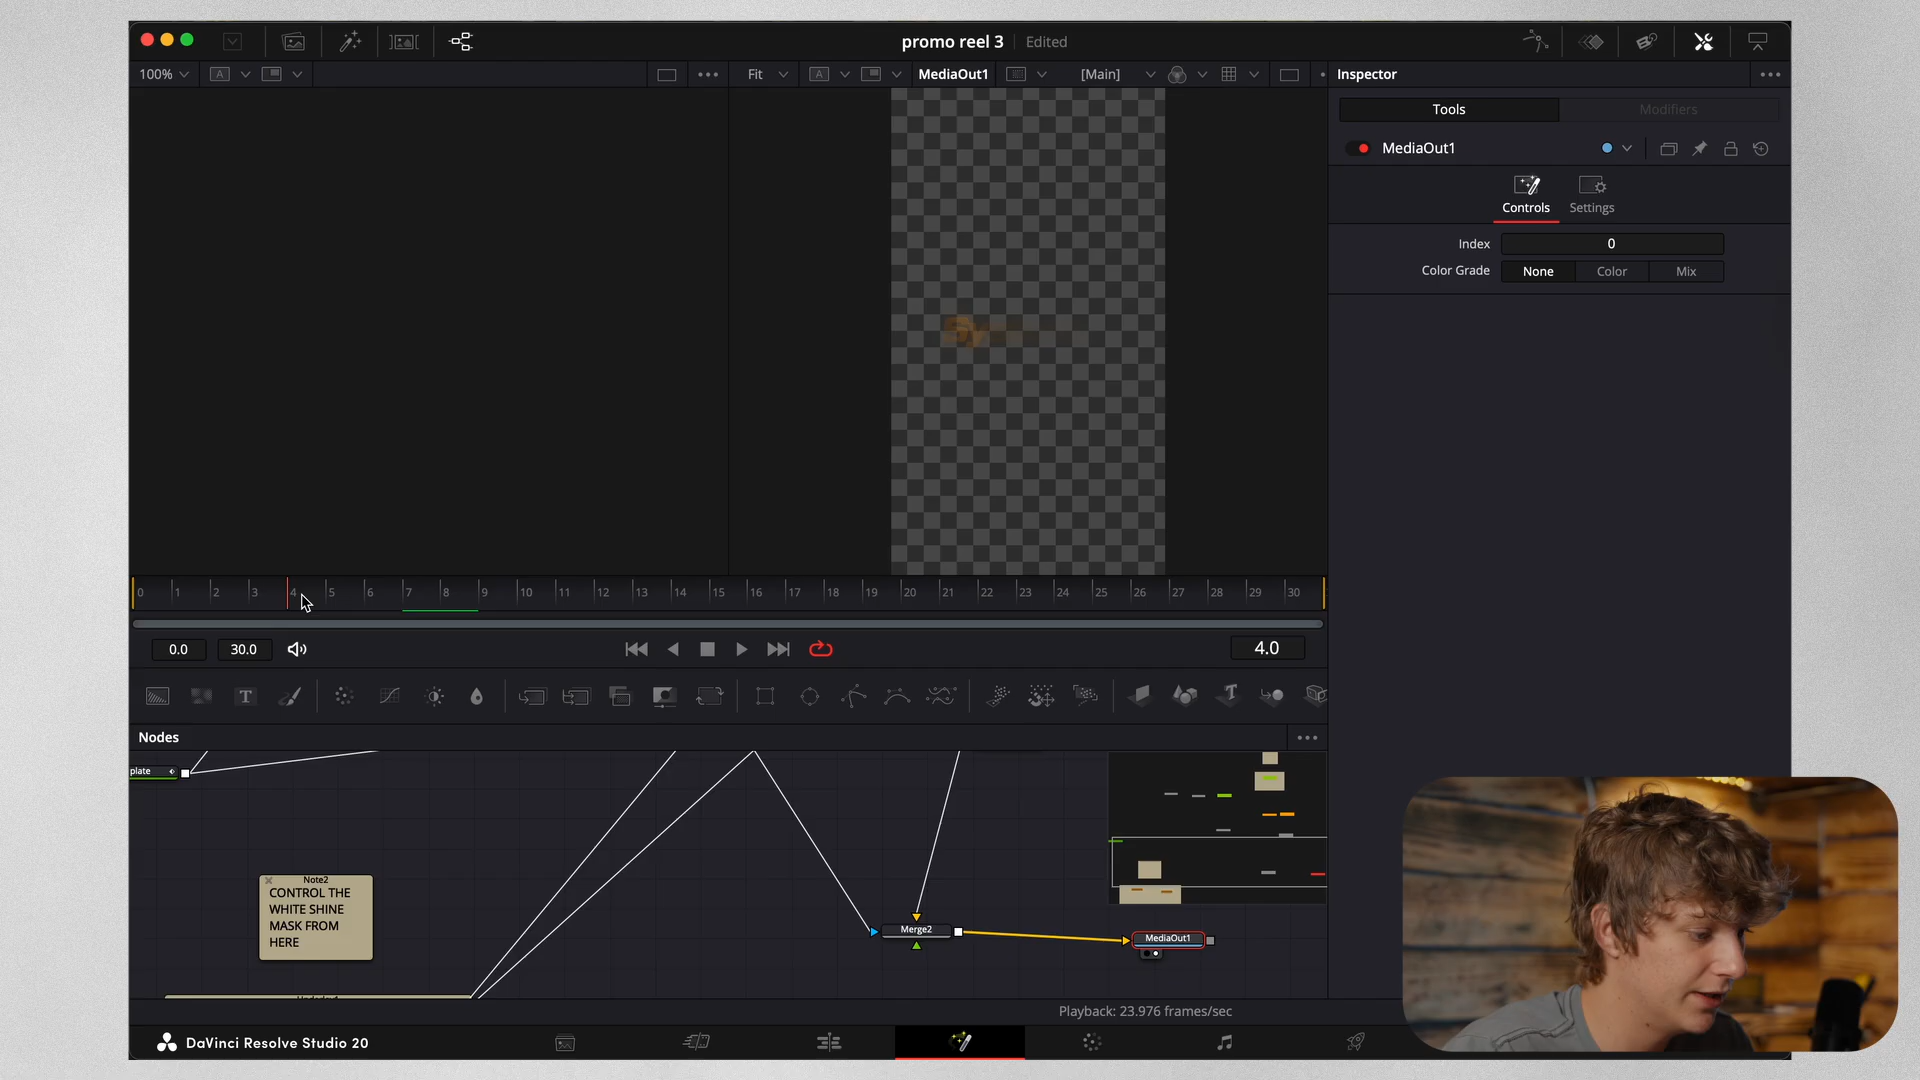 promo reel 3
Edited
100%
A
Fit
A
MediaOut1
[Main]
Inspector
Tools
Modifiers
MediaOut1
Controls
Settings
Index
0
Color Grade
None
Color
Mix
Sy
0 1 2 3 4 5 6 7 8 9 10 11 12 13 14 15 16 17 18 19 20 21 22 23 24 25 26 27 28 29 30
0.0
30.0
4.0
T
T
Nodes
plate
Note2
CONTROL THE
WHITE SHINE
MASK FROM
HERE
Merge2
MediaOut1
Underlay1
Playback: 23.976 frames/sec
DaVinci Resolve Studio 20